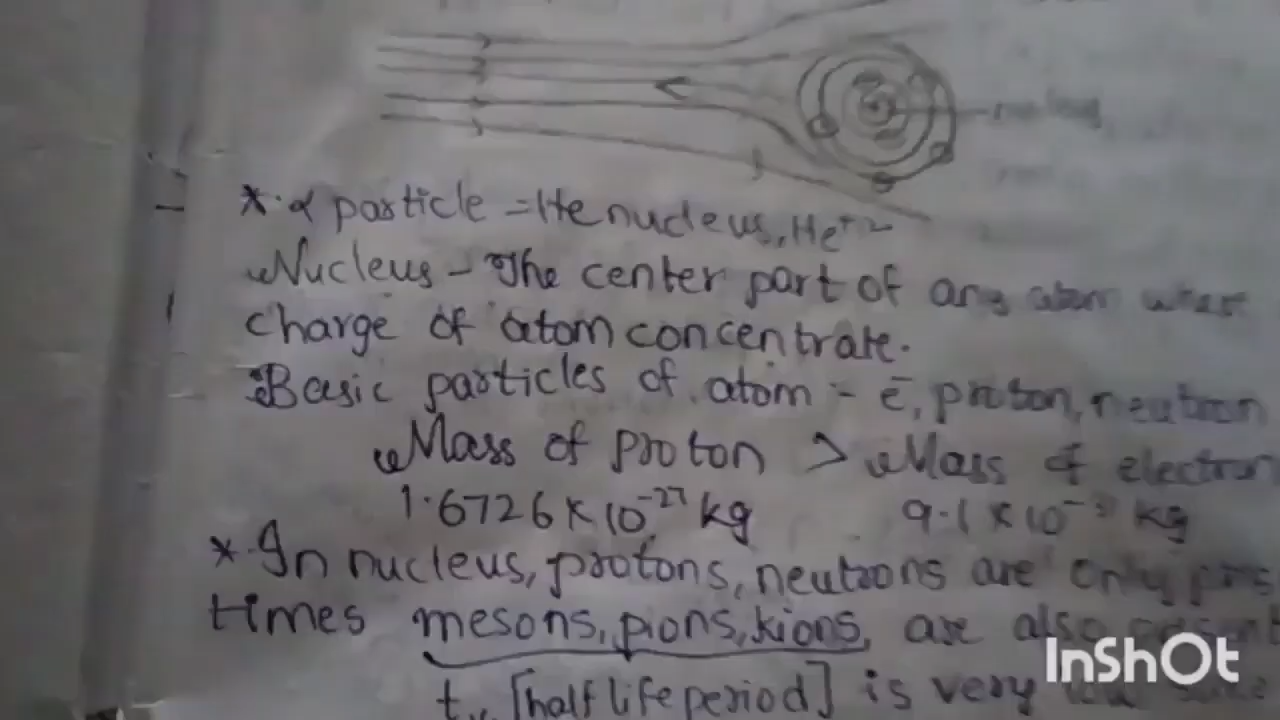 *. α particle = He nucleus, He+2
Nucleus - The center part of any atom where
charge of atom concentrate.
Basic particles of atom - e-, proton, neutron
Mass of proton > Mass of electron
1.6726 x 10-27 kg 9.1 x 10 kg
*. In nucleus, protons, neutrons are only
times mesons, pions, kions, are also present
[half life period] is very
InShOt